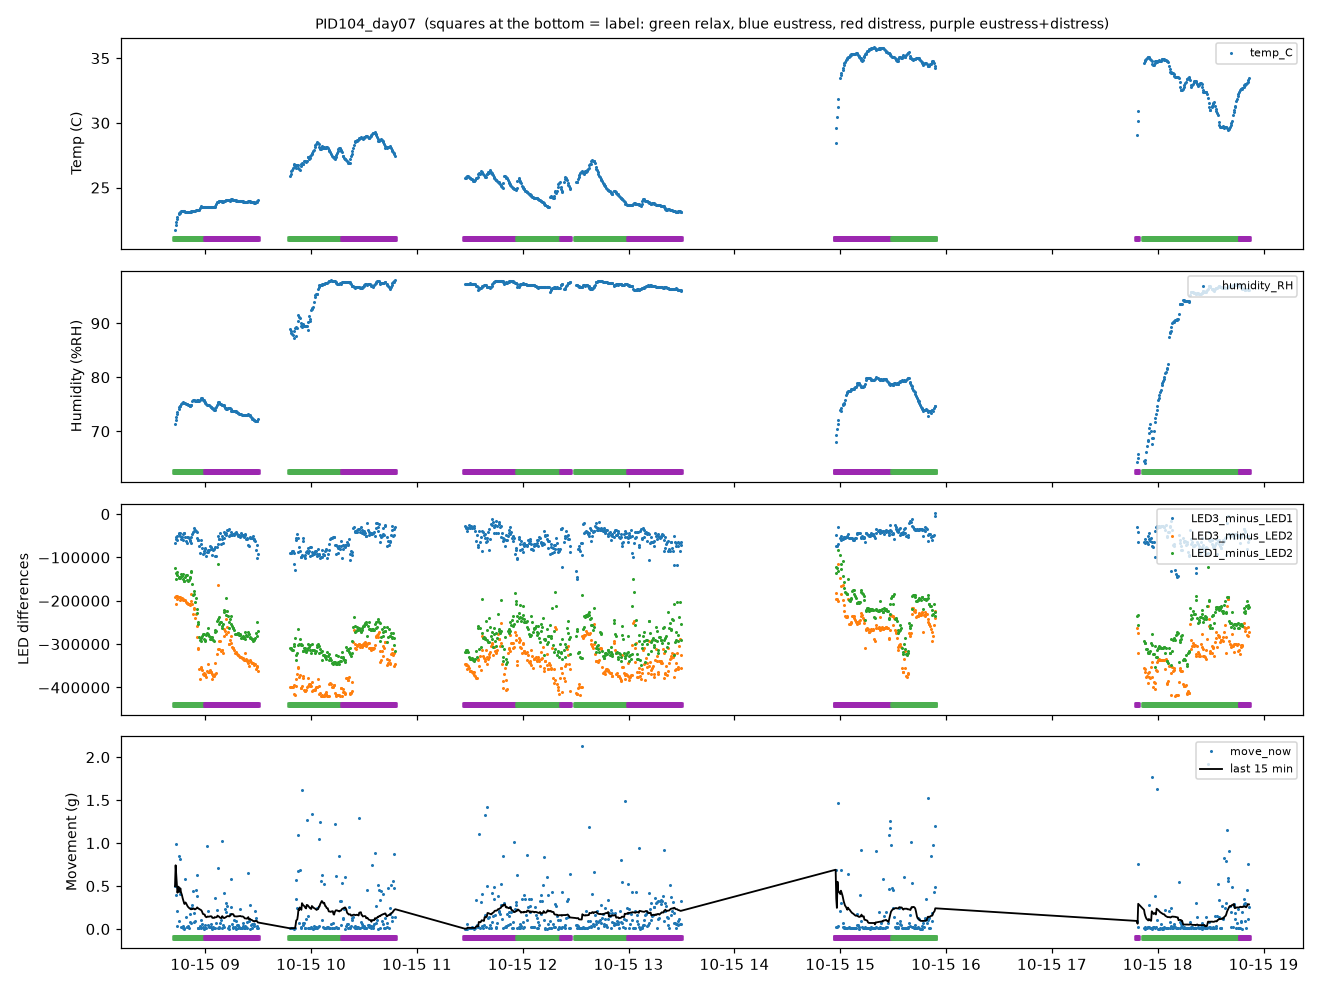 PID104_day07  (squares at the bottom = label: green relax, blue eustress, red distress, purple eustress+distress)
Temp (C)
35
30
25
temp_C
Humidity (%RH)
90
80
70
humidity_RH
LED differences
0
−100000
−200000
−300000
−400000
LED3_minus_LED1
LED3_minus_LED2
LED1_minus_LED2
Movement (g)
2.0
1.5
1.0
0.5
0.0
move_now
last 15 min
10-15 09
10-15 10
10-15 11
10-15 12
10-15 13
10-15 14
10-15 15
10-15 16
10-15 17
10-15 18
10-15 19